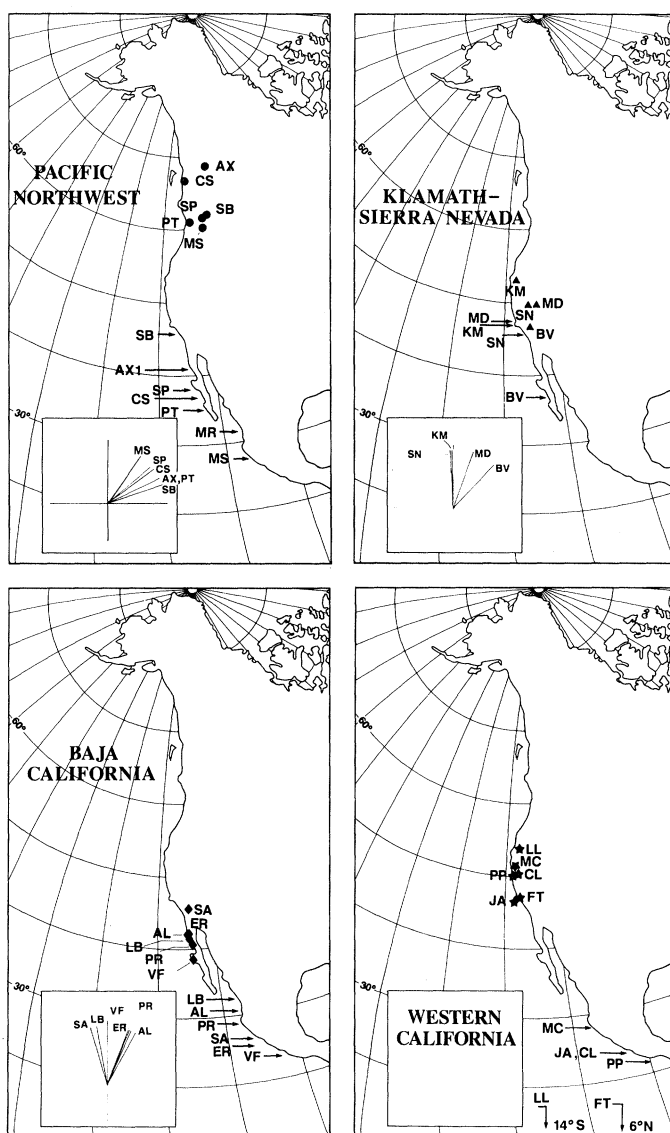 60°
PACIFIC
NORTHWEST
AX
CS
SP
SB
PT
MS
SB
AX1
SP
CS
PT
MR
MS
30°
MS
SP
CS
AX,PT
SB
60°
KLAMATH-
SIERRA NEVADA
KM
MD
SN
MD
KM
BV
SN
BV
30°
KM
SN
MD
BV
60°
BAJA
CALIFORNIA
SA
ER
AL
LB
PR
VF
LB
AL
PR
SA
ER
VF
30°
PR
VF
LB
SA
ER
AL
60°
LL
MC
PP
CL
JA
FT
30°
WESTERN
CALIFORNIA
MC
JA,CL
PP
LL
FT
14°S
6°N